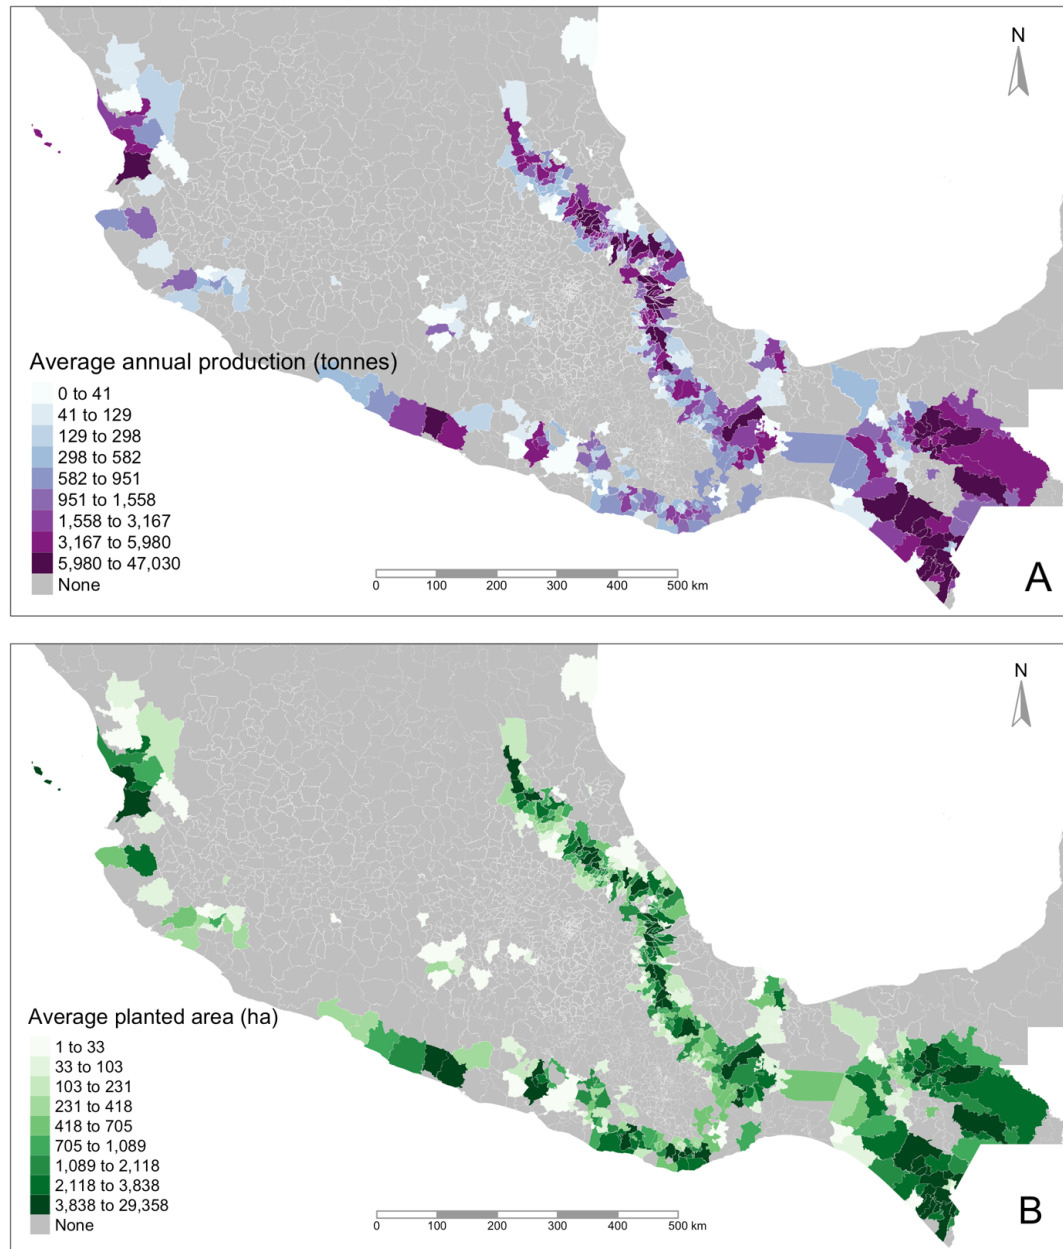 N
Average annual production (tonnes)
0 to 41
41 to 129
129 to 298
298 to 582
582 to 951
951 to 1,558
1,558 to 3,167
3,167 to 5,980
5,980 to 47,030
None
0 100 200 300 400 500 km
A
N
Average planted area (ha)
1 to 33
33 to 103
103 to 231
231 to 418
418 to 705
705 to 1,089
1,089 to 2,118
2,118 to 3,838
3,838 to 29,358
None
0 100 200 300 400 500 km
B